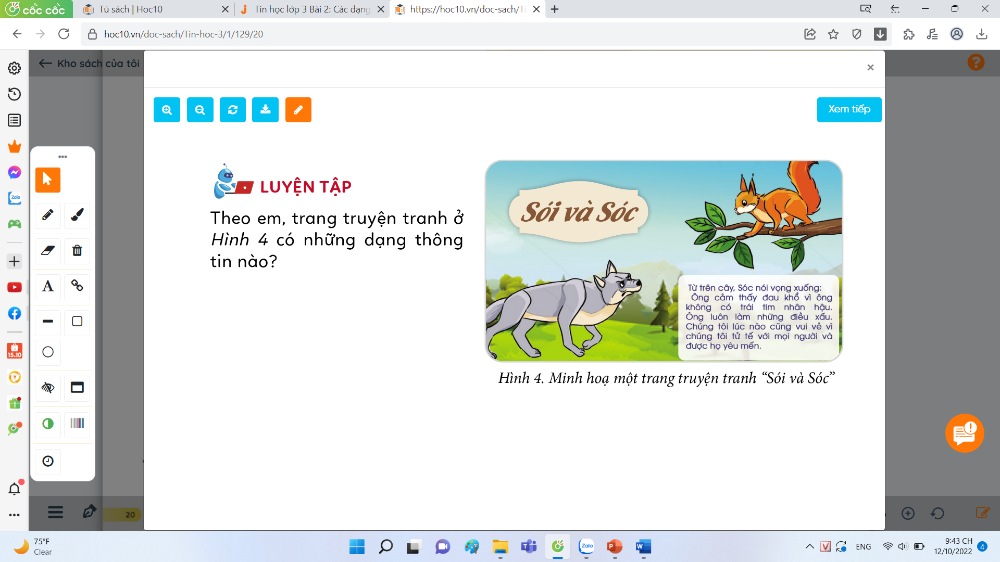 cốc cốc
Tủ sách | Hoc10
Tin học lớp 3 Bài 2: Các dạng
https://hoc10.vn/doc-sach/Ti
hoc10.vn/doc-sach/Tin-hoc-3/1/129/20
Kho sách của tôi
Xem tiếp
LUYỆN TẬP
Theo em, trang truyện tranh ở
Hình 4 có những dạng thông
tin nào?
Sói và Sóc
Từ trên cây, Sóc nói vọng xuống:
Ông cảm thấy đau khổ vì ông
không có trái tim nhân hậu.
Ông luôn làm những điều xấu.
Chúng tôi lúc nào cũng vui vẻ vì
chúng tôi tử tế với mọi người và
được họ yêu mến.
Hình 4. Minh hoạ một trang truyện tranh “Sói và Sóc”
Zalo
A
15.10
20
75°F
Clear
Zalo
ENG
9:43 CH
12/10/2022
4